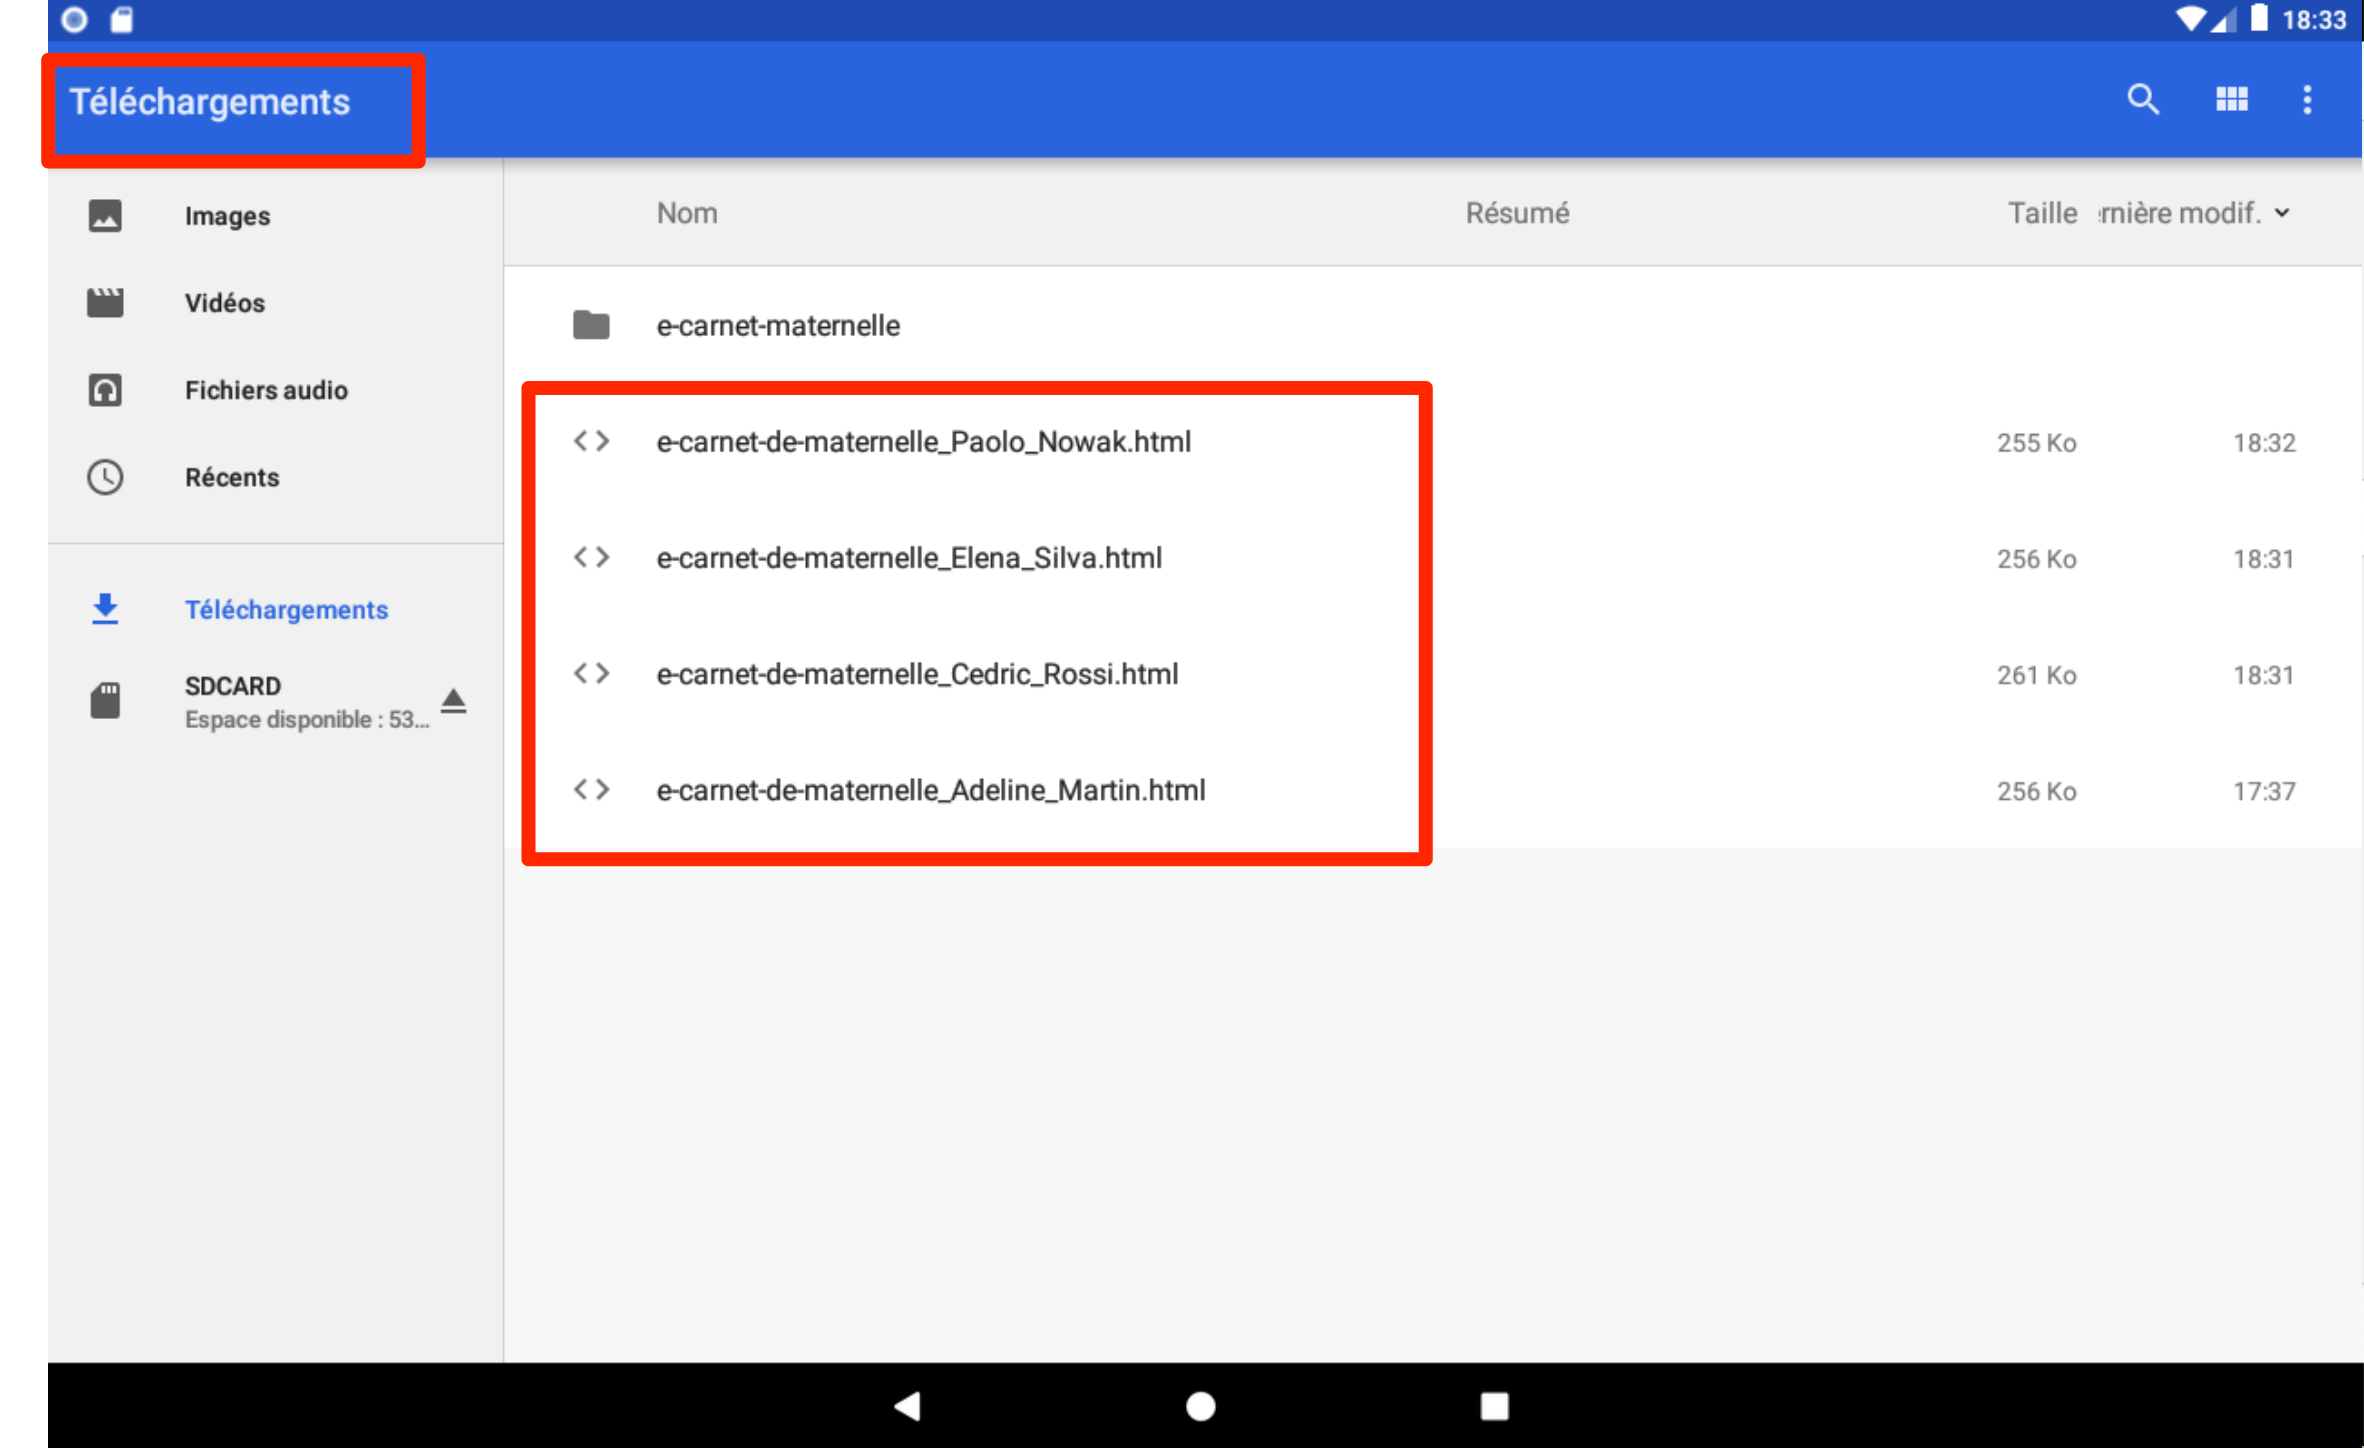 18:33
Téléchargements
Images
Vidéos
Fichiers audio
Récents
Téléchargements
SDCARD
Espace disponible : 53...
Nom Résumé Taille rnière modif.
e-carnet-maternelle
e-carnet-de-maternelle_Paolo_Nowak.html 255 Ko 18:32
e-carnet-de-maternelle_Elena_Silva.html 256 Ko 18:31
e-carnet-de-maternelle_Cedric_Rossi.html 261 Ko 18:31
e-carnet-de-maternelle_Adeline_Martin.html 256 Ko 17:37